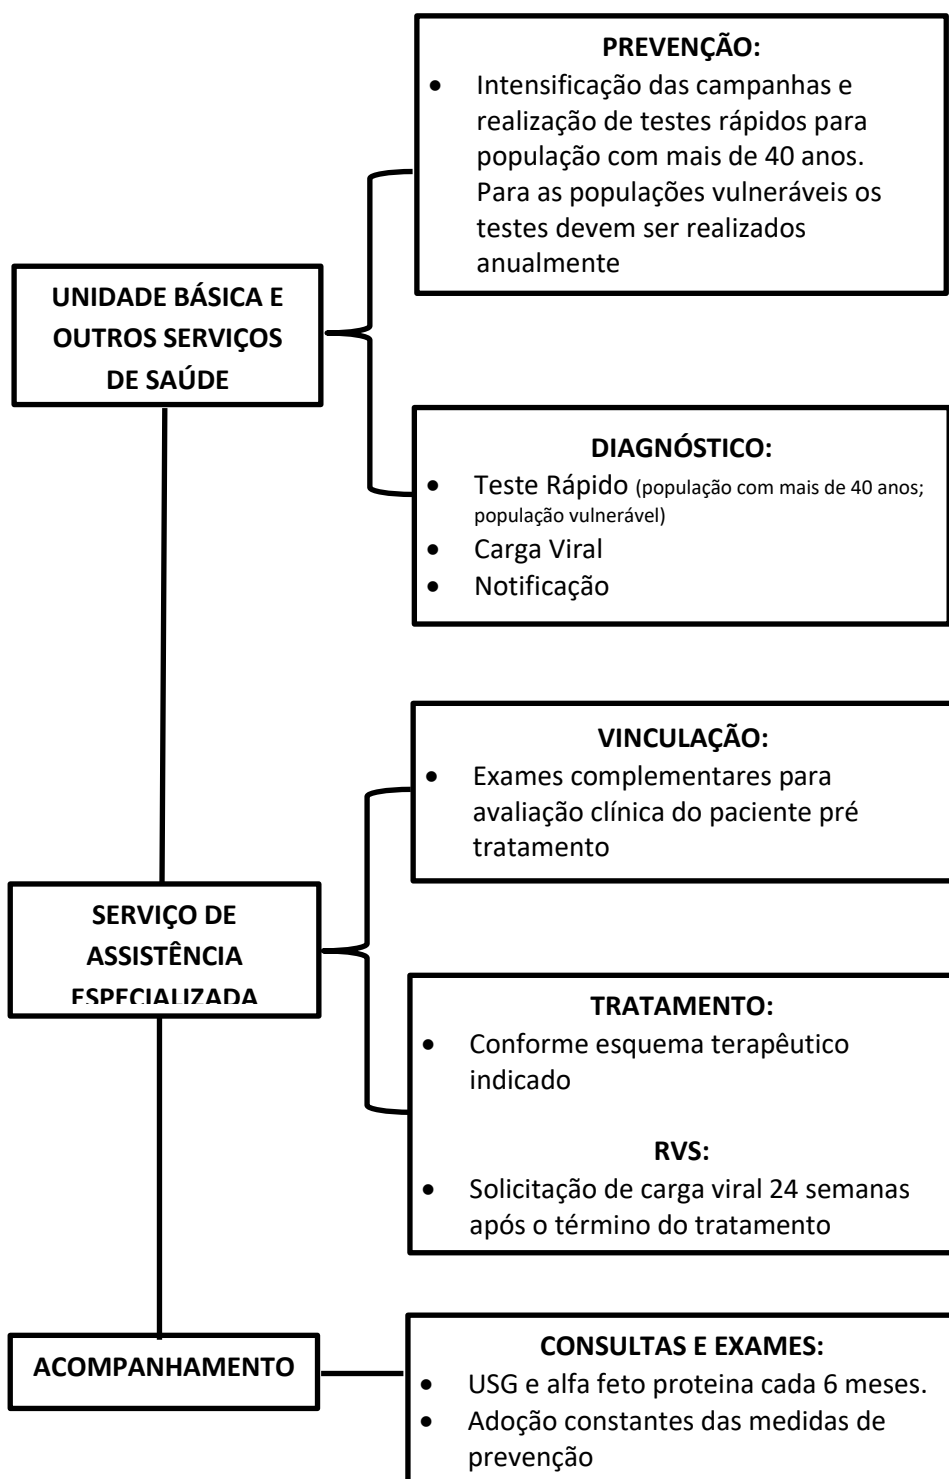 PREVENÇÃO:
• Intensificação das campanhas e
realização de testes rápidos para
população com mais de 40 anos.
Para as populações vulneráveis os
testes devem ser realizados
anualmente
UNIDADE BÁSICA E
OUTROS SERVIÇOS
DE SAÚDE
DIAGNÓSTICO:
• Teste Rápido (população com mais de 40 anos;
população vulnerável)
• Carga Viral
• Notificação
VINCULAÇÃO:
• Exames complementares para
avaliação clínica do paciente pré
tratamento
SERVIÇO DE
ASSISTÊNCIA
ESPECIALIZADA
TRATAMENTO:
• Conforme esquema terapêutico
indicado
RVS:
• Solicitação de carga viral 24 semanas
após o término do tratamento
ACOMPANHAMENTO
CONSULTAS E EXAMES:
• USG e alfa feto proteina cada 6 meses.
• Adoção constantes das medidas de
prevenção